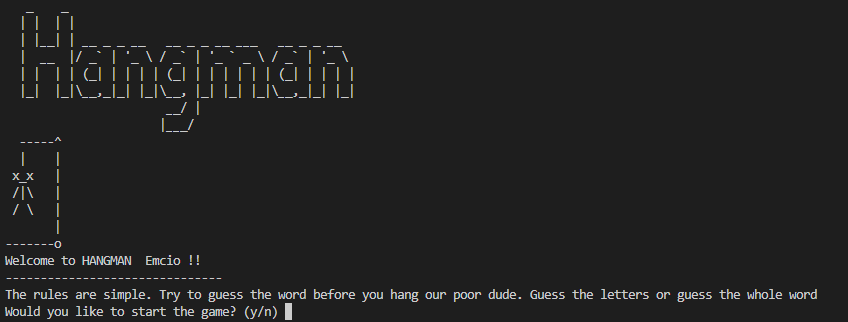 Hangman
x_x
Welcome to HANGMAN  Emcio !!
-------------------------------
The rules are simple. Try to guess the word before you hang our poor dude. Guess the letters or guess the whole word
Would you like to start the game? (y/n)